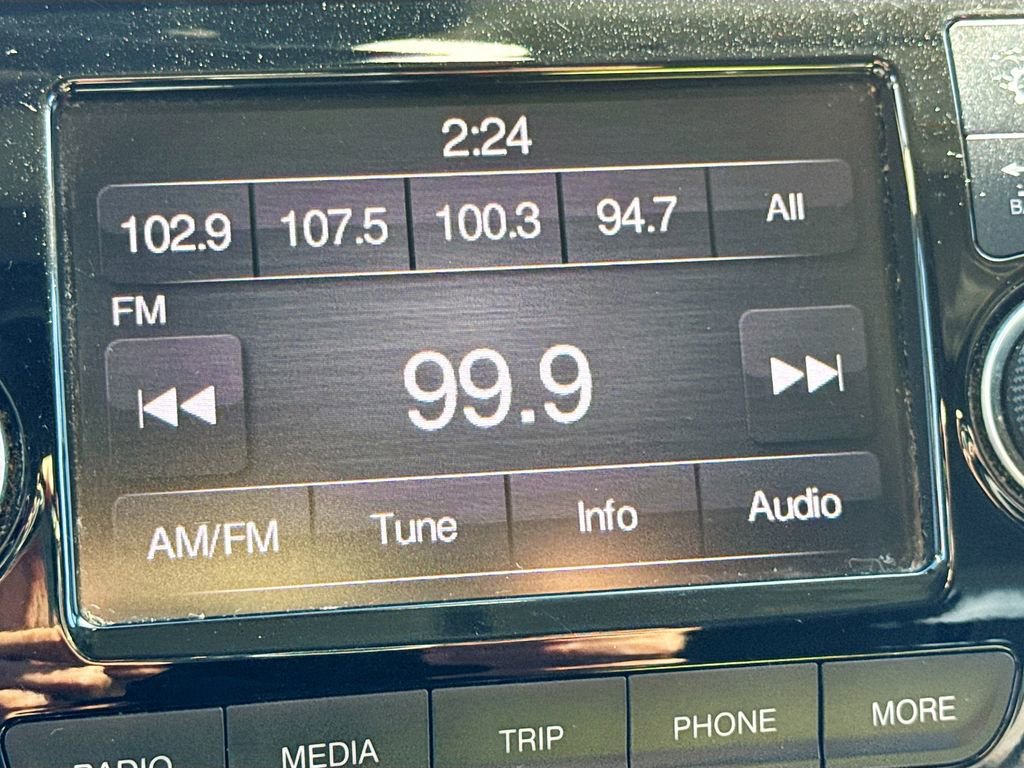 2:24
102.9 107.5 100.3 94.7 All
FM
99.9
AM/FM Tune Info Audio
RADIO MEDIA TRIP PHONE MORE